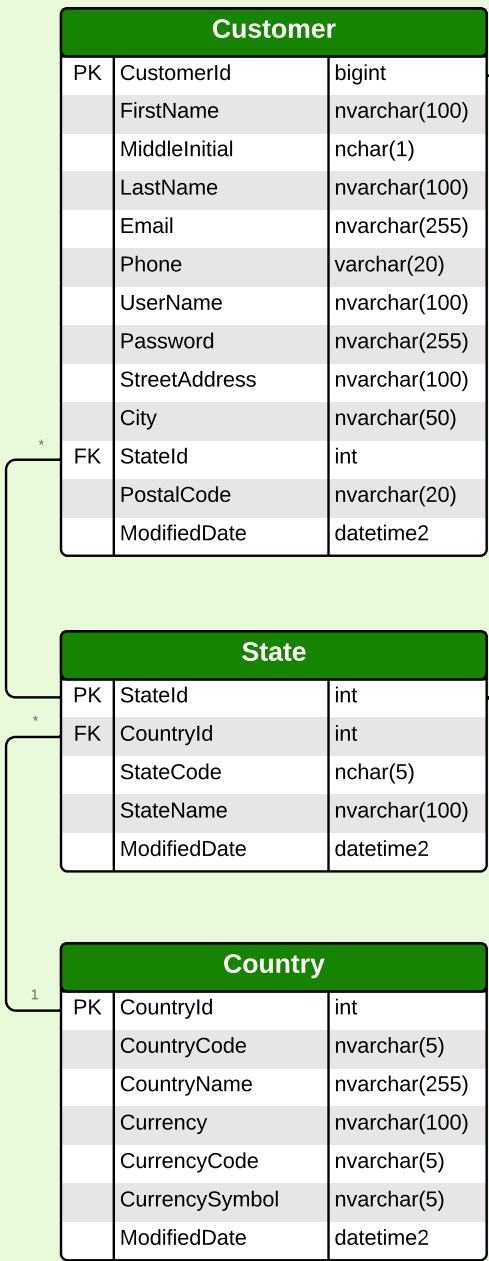 Customer
PK CustomerId bigint
FirstName nvarchar(100)
MiddleInitial nchar(1)
LastName nvarchar(100)
Email nvarchar(255)
Phone varchar(20)
UserName nvarchar(100)
Password nvarchar(255)
StreetAddress nvarchar(100)
City nvarchar(50)
*
FK StateId int
PostalCode nvarchar(20)
ModifiedDate datetime2
State
PK StateId int
*
FK CountryId int
StateCode nchar(5)
StateName nvarchar(100)
ModifiedDate datetime2
Country
1
PK CountryId int
CountryCode nvarchar(5)
CountryName nvarchar(255)
Currency nvarchar(100)
CurrencyCode nvarchar(5)
CurrencySymbol nvarchar(5)
ModifiedDate datetime2